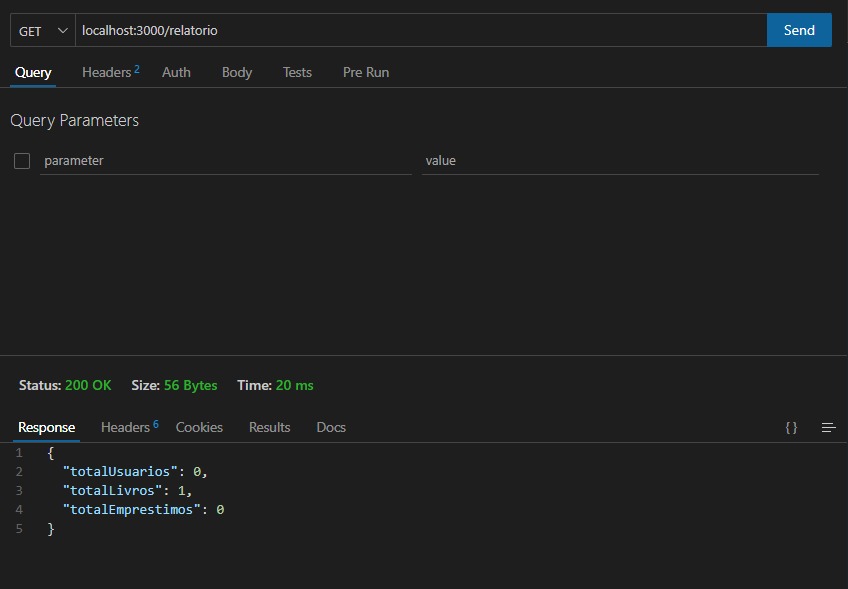 GET localhost:3000/relatorio Send
Query Headers 2 Auth Body Tests Pre Run
Query Parameters
parameter value
Status: 200 OK Size: 56 Bytes Time: 20 ms
Response Headers 6 Cookies Results Docs { }
1 {
2 "totalUsuarios": 0,
3 "totalLivros": 1,
4 "totalEmprestimos": 0
5 }